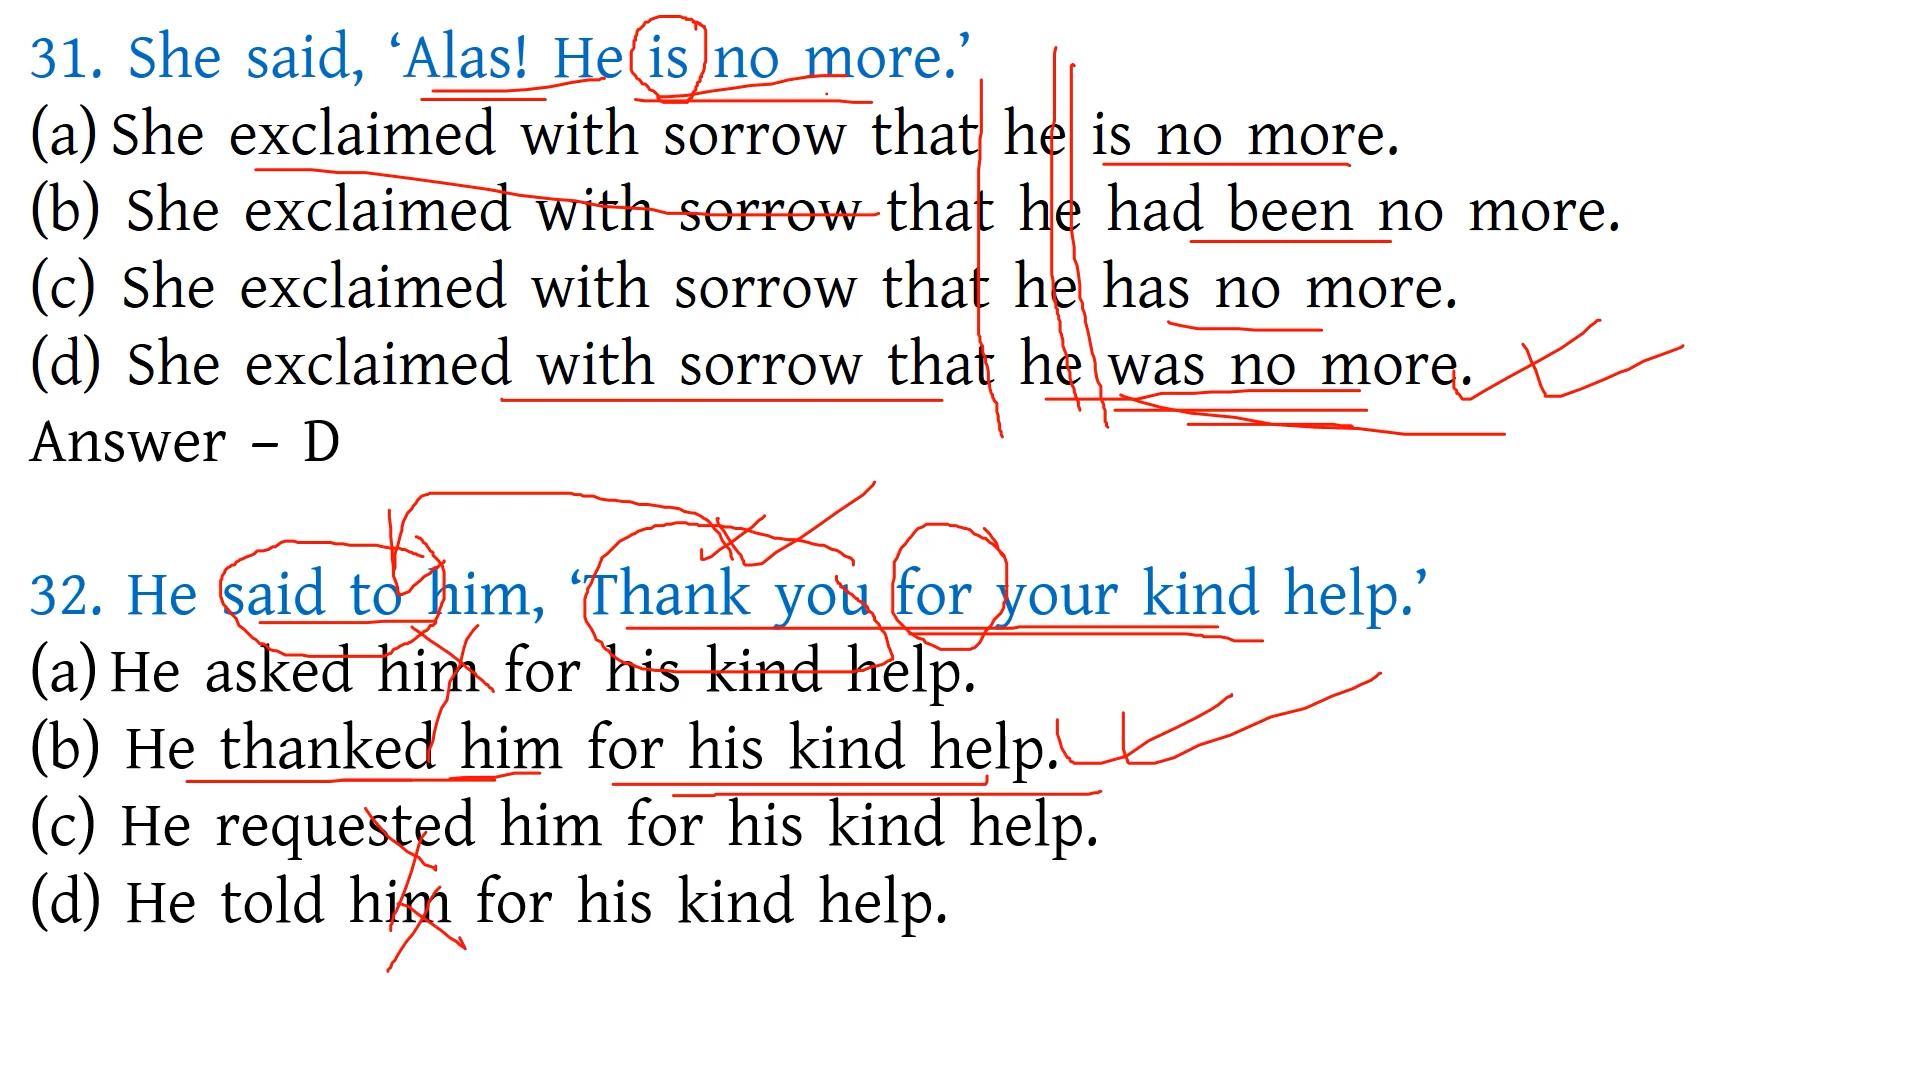 31. She said, ‘Alas! He is no more.’
(a) She exclaimed with sorrow that he is no more.
(b) She exclaimed with sorrow that he had been no more.
(c) She exclaimed with sorrow that he has no more.
(d) She exclaimed with sorrow that he was no more.
Answer – D
32. He said to him, ‘Thank you for your kind help.’
(a) He asked him for his kind help.
(b) He thanked him for his kind help.
(c) He requested him for his kind help.
(d) He told him for his kind help.